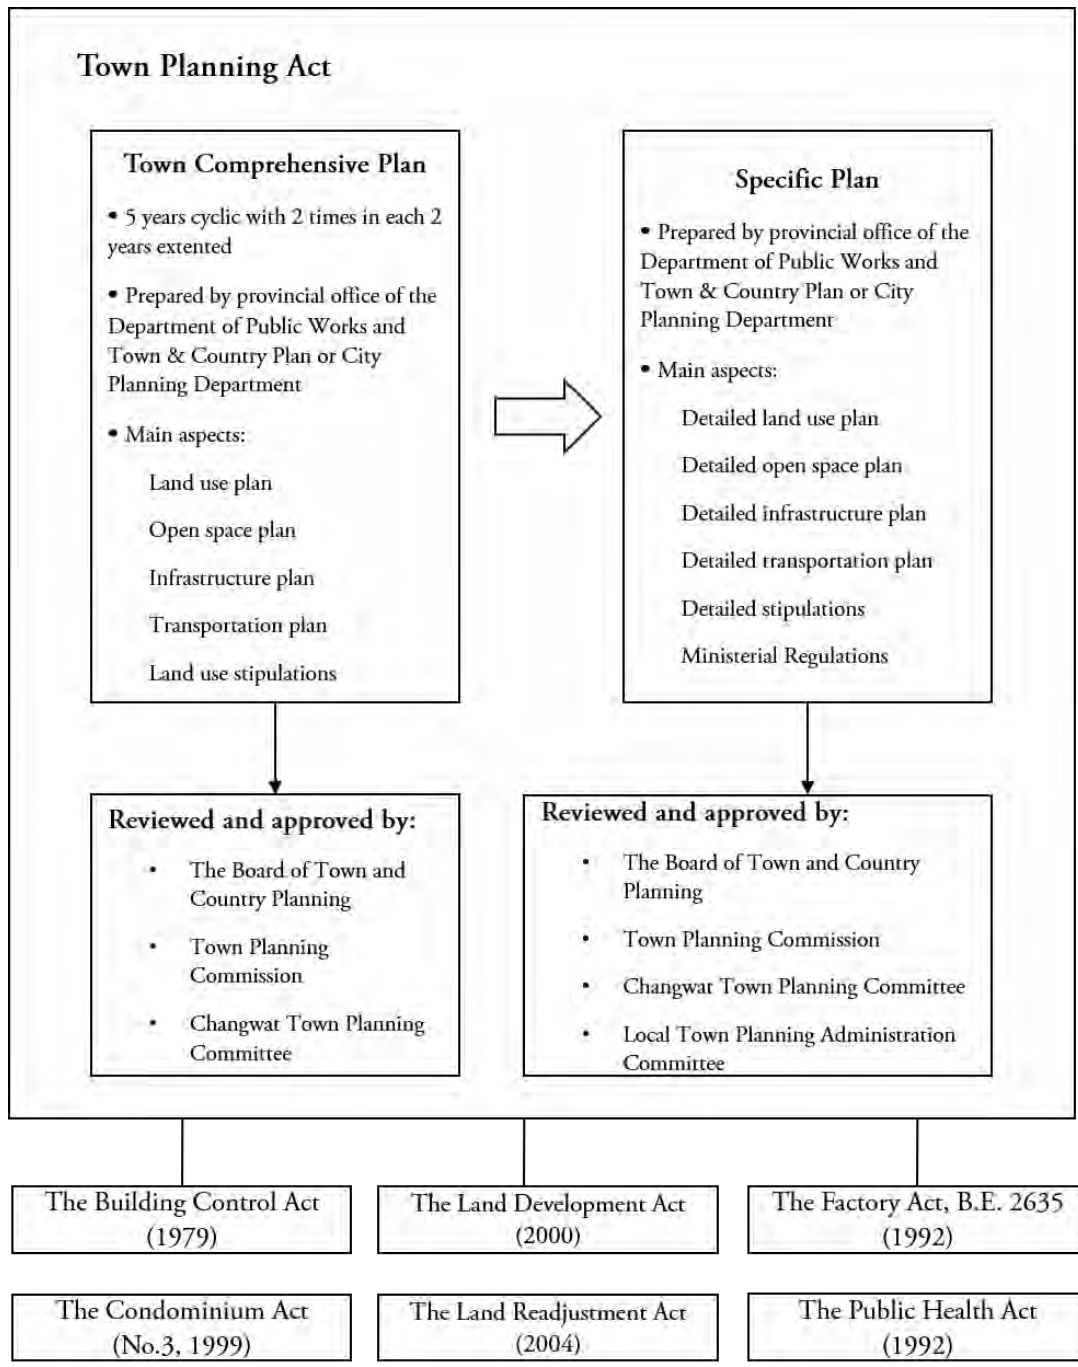 Town Planning Act
Town Comprehensive Plan
• 5 years cyclic with 2 times in each 2
years extented
• Prepared by provincial office of the
Department of Public Works and
Town & Country Plan or City
Planning Department
• Main aspects:
Land use plan
Open space plan
Infrastructure plan
Transportation plan
Land use stipulations
Specific Plan
• Prepared by provincial office of the
Department of Public Works and
Town & Country Plan or City
Planning Department
• Main aspects:
Detailed land use plan
Detailed open space plan
Detailed infrastructure plan
Detailed transportation plan
Detailed stipulations
Ministerial Regulations
Reviewed and approved by:
• The Board of Town and
Country Planning
• Town Planning
Commission
• Changwat Town Planning
Committee
Reviewed and approved by:
• The Board of Town and Country
Planning
• Town Planning Commission
• Changwat Town Planning Committee
• Local Town Planning Administration
Committee
The Building Control Act
(1979)
The Land Development Act
(2000)
The Factory Act, B.E. 2635
(1992)
The Condominium Act
(No.3, 1999)
The Land Readjustment Act
(2004)
The Public Health Act
(1992)